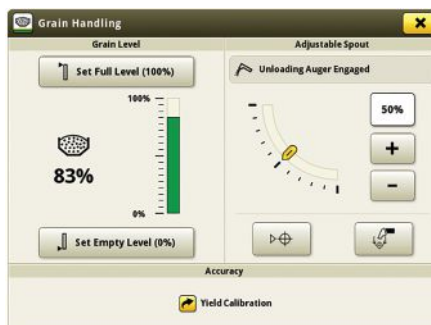 Grain Handling
Grain Level
Adjustable Spout
Set Full Level (100%)
Unloading Auger Engaged
100%
50%
83%
0%
Set Empty Level (0%)
Accuracy
Yield Calibration